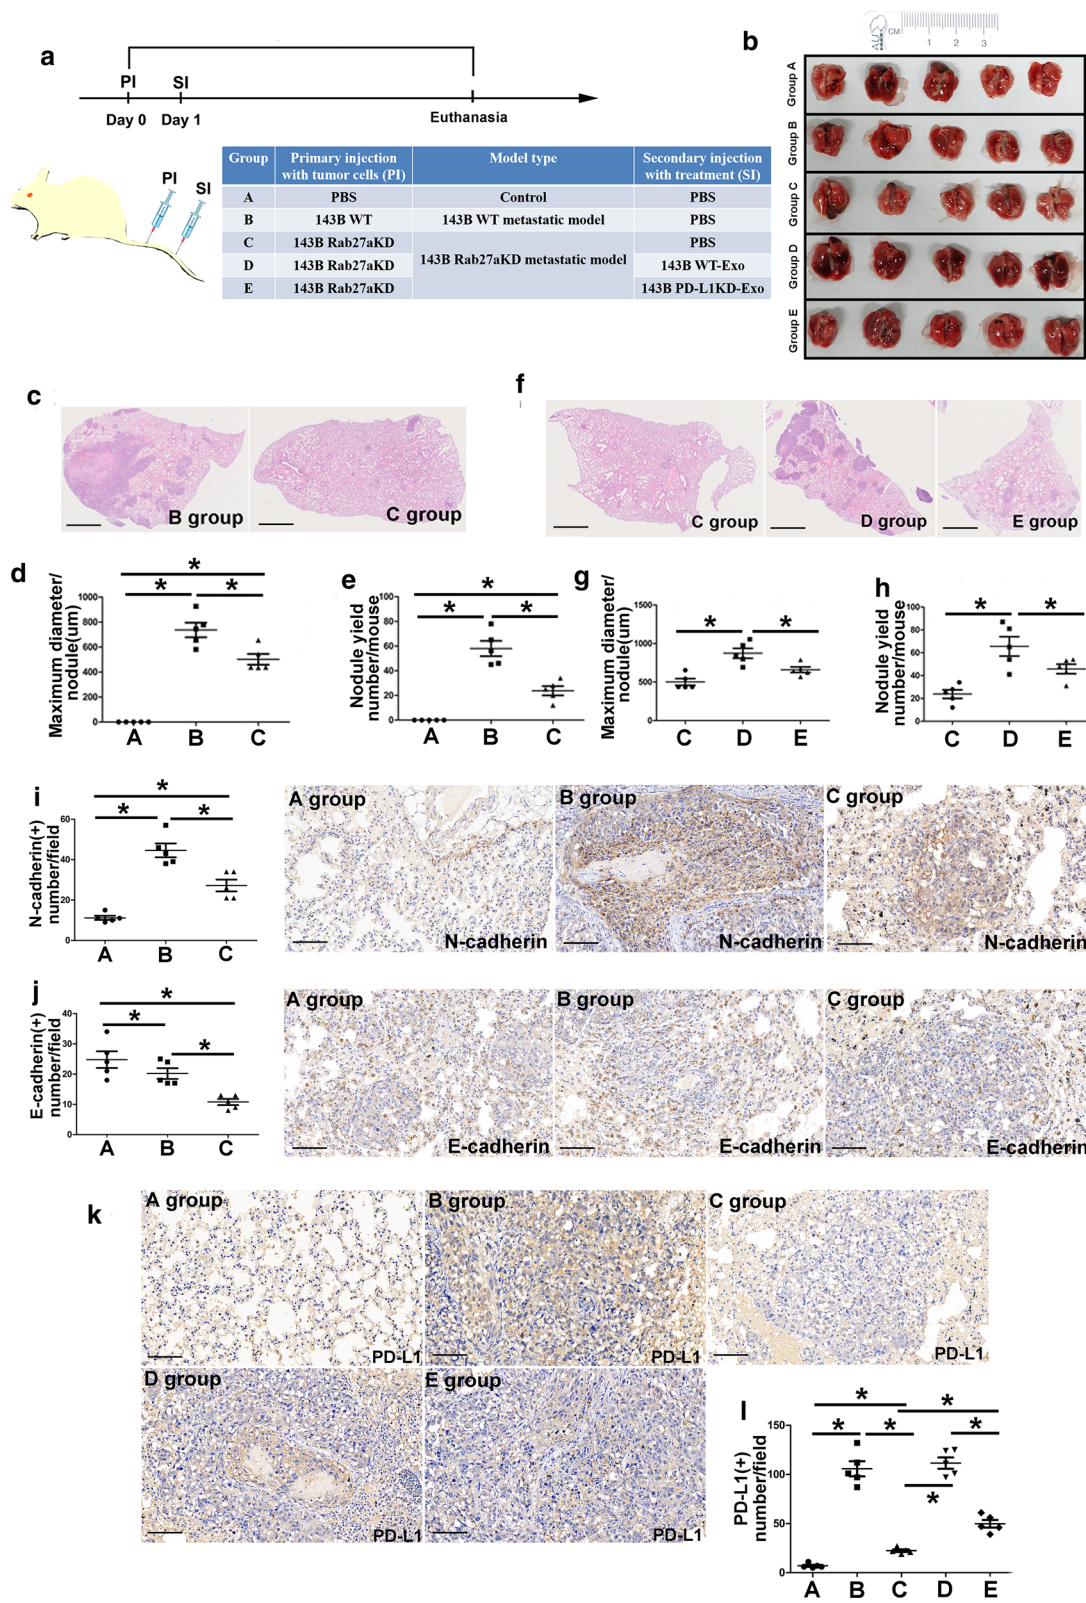 a
PI
SI
Day 0
Day 1
Euthanasia
PI
SI
Group
Primary injection
with tumor cells (PI)
Model type
Secondary injection
with treatment (SI)
A
PBS
Control
PBS
B
143B WT
143B WT metastatic model
PBS
C
143B Rab27aKD
143B Rab27aKD metastatic model
PBS
D
143B Rab27aKD
143B WT-Exo
E
143B Rab27aKD
143B PD-L1KD-Exo
b
CM
1
2
3
Group A
Group B
Group C
Group D
Group E
c
B group
C group
f
C group
D group
E group
d
Maximum diameter/
nodule(um)
1000
800
600
400
200
0
A
B
C
*
*
*
e
Nodule yield
number/mouse
100
80
60
40
20
0
A
B
C
*
*
*
g
Maximum diameter/
nodule(um)
1500
1000
500
0
C
D
E
*
*
h
Nodule yield
number/mouse
100
80
60
40
20
0
C
D
E
*
*
i
N-cadherin(+)
number/field
60
40
20
0
A
B
C
*
*
*
A group
N-cadherin
B group
N-cadherin
C group
N-cadherin
j
E-cadherin(+)
number/field
40
30
20
10
0
A
B
C
*
*
*
A group
E-cadherin
B group
E-cadherin
C group
E-cadherin
k
A group
PD-L1
B group
PD-L1
C group
PD-L1
D group
PD-L1
E group
PD-L1
l
PD-L1(+)
number/field
150
100
50
0
A
B
C
D
E
*
*
*
*
*
*